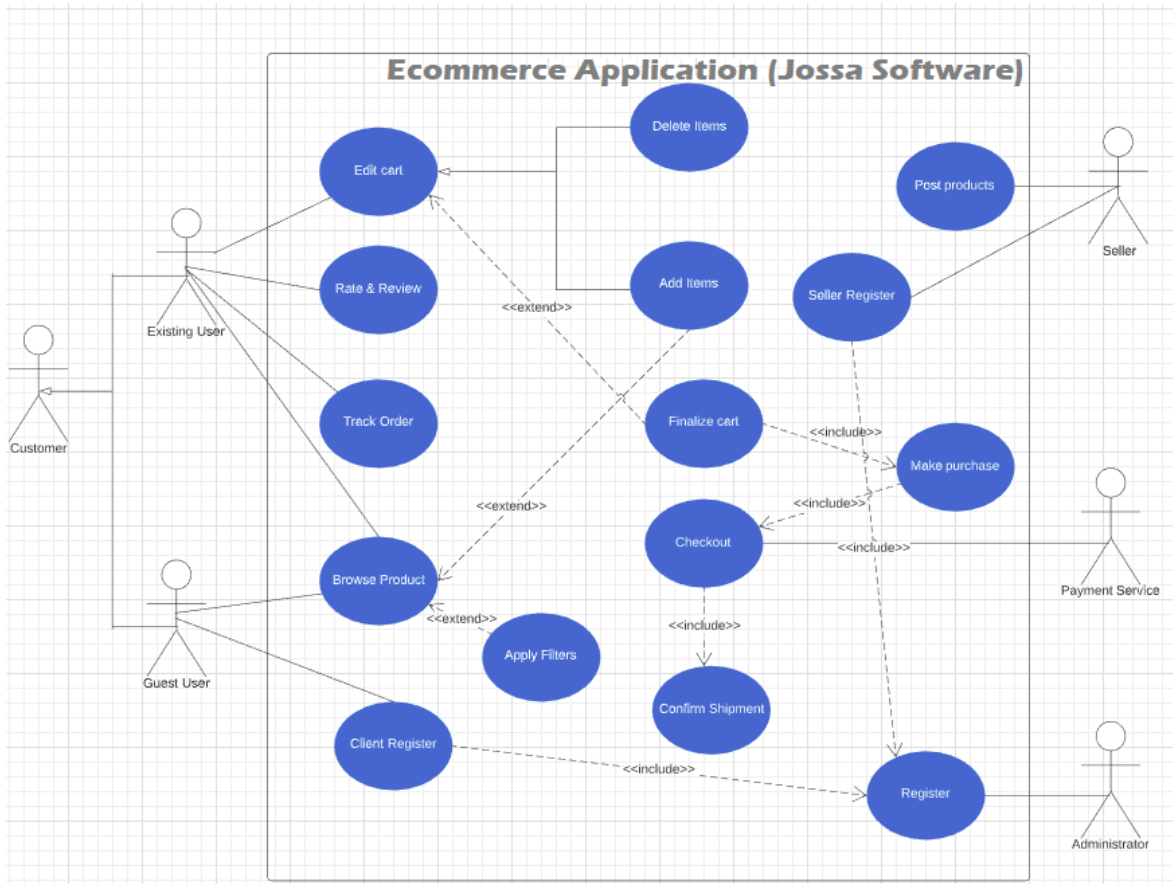 Ecommerce Application (Jossa Software)
Delete Items
Edit cart
Post products
Seller
Add Items
Rate & Review
Seller Register
<<extend>>
Existing User
Track Order
Finalize cart
<<include>>
Customer
Make purchase
<<extend>>
<<include>>
Checkout
<<include>>
Browse Product
Payment Service
<<extend>>
<<include>>
Apply Filters
Guest User
Confirm Shipment
Client Register
<<include>>
Register
Administrator